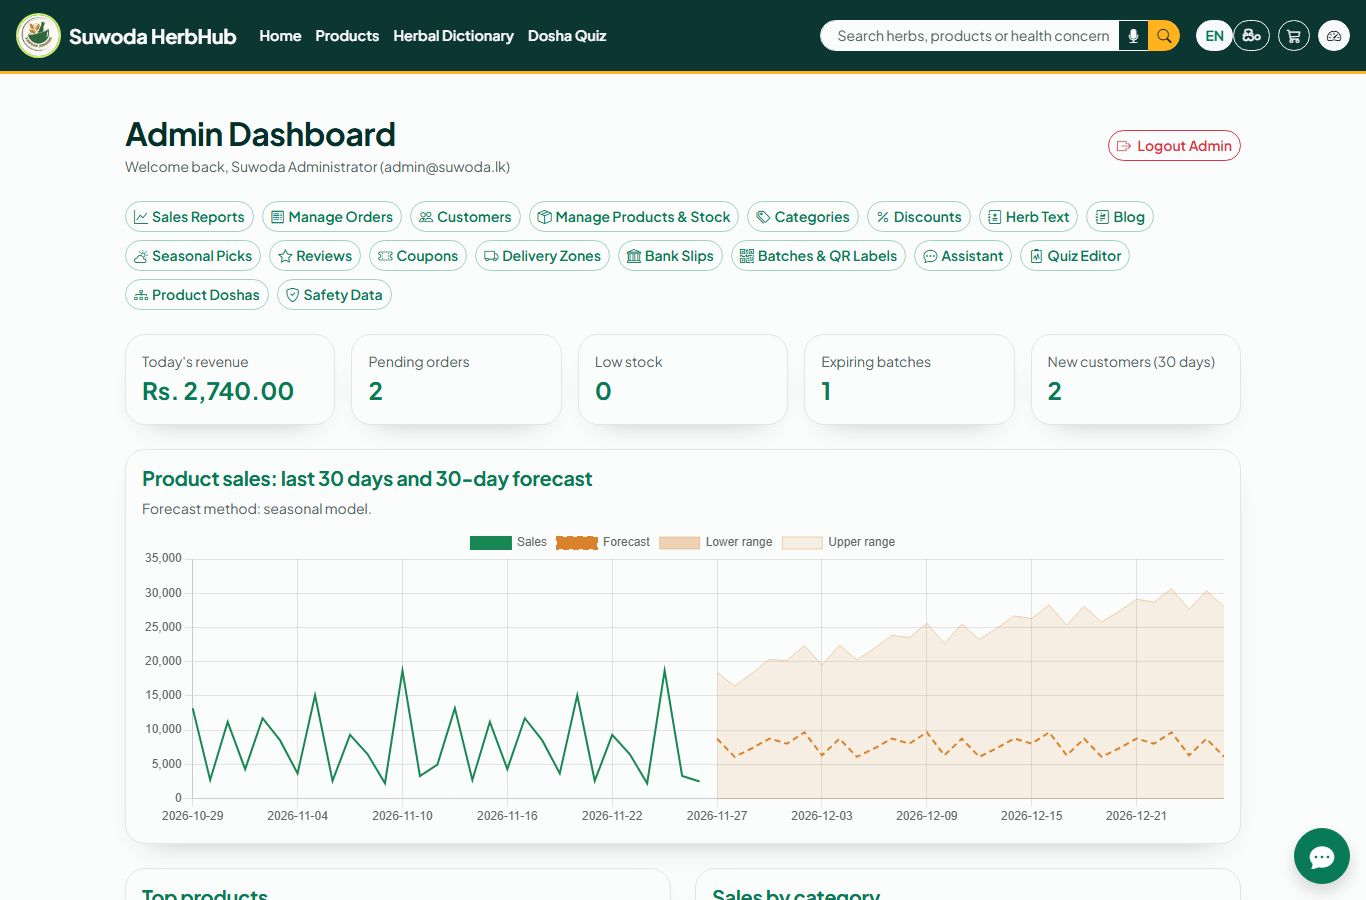 Suwoda HerbHub Home Products Herbal Dictionary Dosha Quiz Search herbs, products or health concern EN
Admin Dashboard
Welcome back, Suwoda Administrator (admin@suwoda.lk)
Logout Admin
Sales Reports Manage Orders Customers Manage Products & Stock Categories Discounts Herb Text Blog
Seasonal Picks Reviews Coupons Delivery Zones Bank Slips Batches & QR Labels Assistant Quiz Editor
Product Doshas Safety Data
Today's revenue
Rs. 2,740.00
Pending orders
2
Low stock
0
Expiring batches
1
New customers (30 days)
2
Product sales: last 30 days and 30-day forecast
Forecast method: seasonal model.
Sales Forecast Lower range Upper range
35,000
30,000
25,000
20,000
15,000
10,000
5,000
0
2026-10-29 2026-11-04 2026-11-10 2026-11-16 2026-11-22 2026-11-27 2026-12-03 2026-12-09 2026-12-15 2026-12-21
Top products
Sales by category